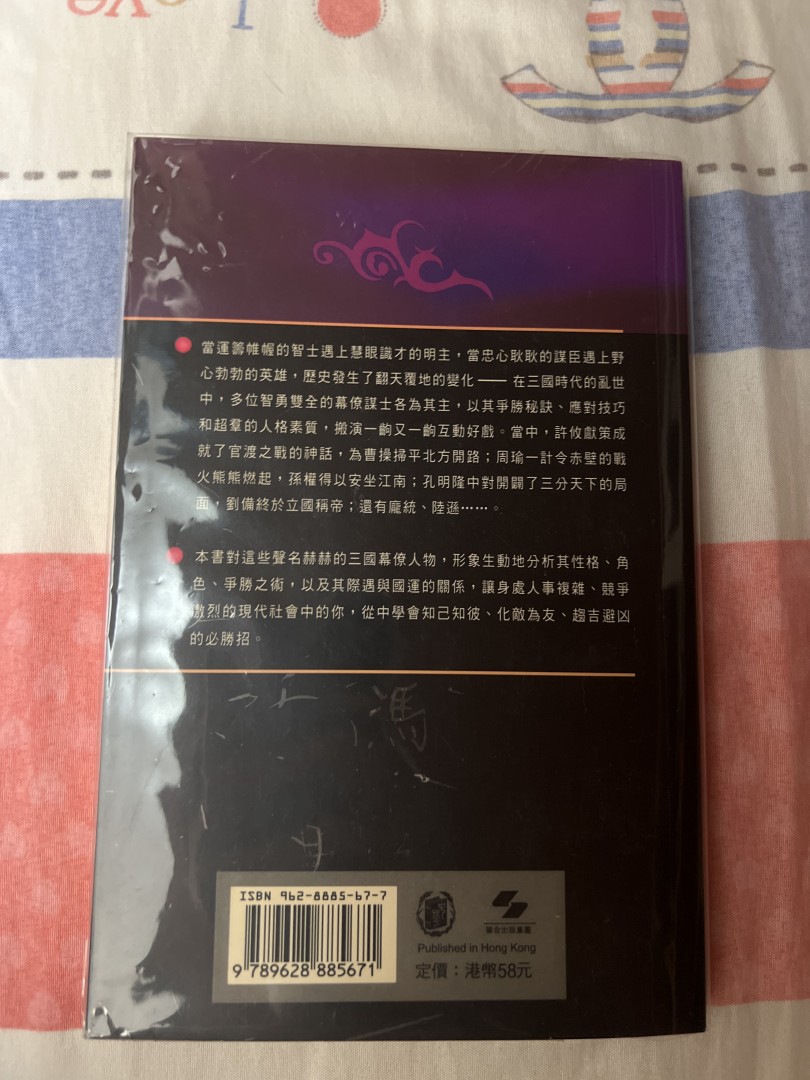 Love
當運籌帷幄的智士遇上慧眼識才的明主，當忠心耿耿的謀臣遇上野
心勃勃的英雄，歷史發生了翻天覆地的變化——在三國時代的亂世
中，多位智勇雙全的幕僚謀士各為其主，以其爭勝秘訣、應對技巧
和超羣的人格素質，搬演一齣又一齣互動好戲。當中，許攸獻策成
就了官渡之戰的神話，為曹操掃平北方開路；周瑜一計令赤壁的戰
火熊熊燃起，孫權得以安坐江南；孔明隆中對開闢了三分天下的局
面，劉備終於立國稱帝；還有龐統、陸遜……。
本書對這些聲名赫赫的三國幕僚人物，形象生動地分析其性格、角
色、爭勝之術，以及其際遇與國運的關係，讓身處人事複雜、競爭
激烈的現代社會中的你，從中學會知己知彼、化敵為友、趨吉避凶
的必勝招。
馮
ISBN 962-8885-67-7
9 789628 885671
聯合出版集團
Published in Hong Kong
定價：港幣58元